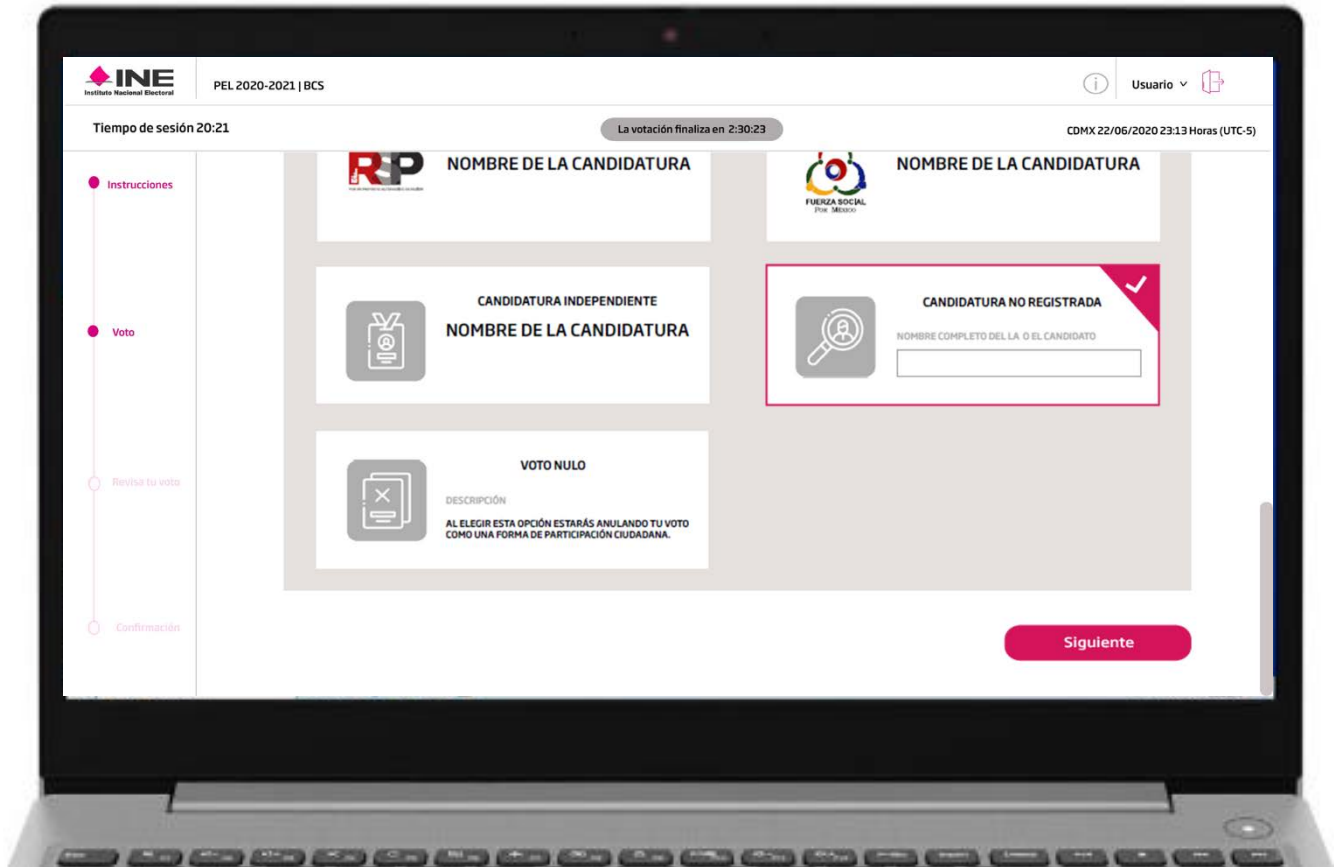 INE
Instituto Nacional Electoral
PEL 2020-2021 | BCS
i
Usuario
Tiempo de sesión 20:21
La votación finaliza en 2:30:23
CDMX 22/06/2020 23:13 Horas (UTC-5)
Instrucciones
Voto
Revisa tu voto
Confirmación
RSP
NOMBRE DE LA CANDIDATURA
FUERZA SOCIAL
POR MÉXICO
NOMBRE DE LA CANDIDATURA
CANDIDATURA INDEPENDIENTE
NOMBRE DE LA CANDIDATURA
CANDIDATURA NO REGISTRADA
NOMBRE COMPLETO DEL LA O EL CANDIDATO
VOTO NULO
DESCRIPCIÓN
AL ELEGIR ESTA OPCIÓN ESTARÁS ANULANDO TU VOTO
COMO UNA FORMA DE PARTICIPACIÓN CIUDADANA.
Siguiente